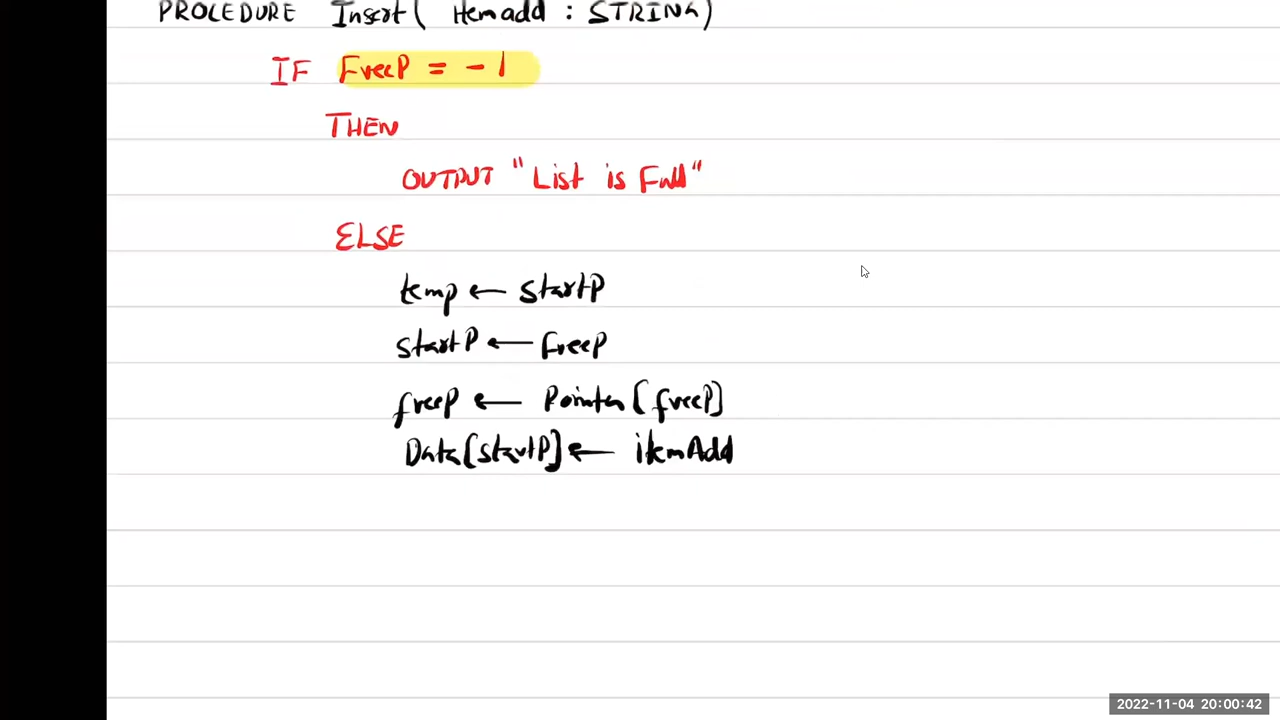 PROCEDURE Insert( Itemadd : STRING)
IF FreeP = -1
THEN
OUTPUT "List is Full"
ELSE
temp ← startP
startP ← freeP
freeP ← Pointer[freeP]
Data[startP] ← itemAdd
2022-11-04 20:00:42